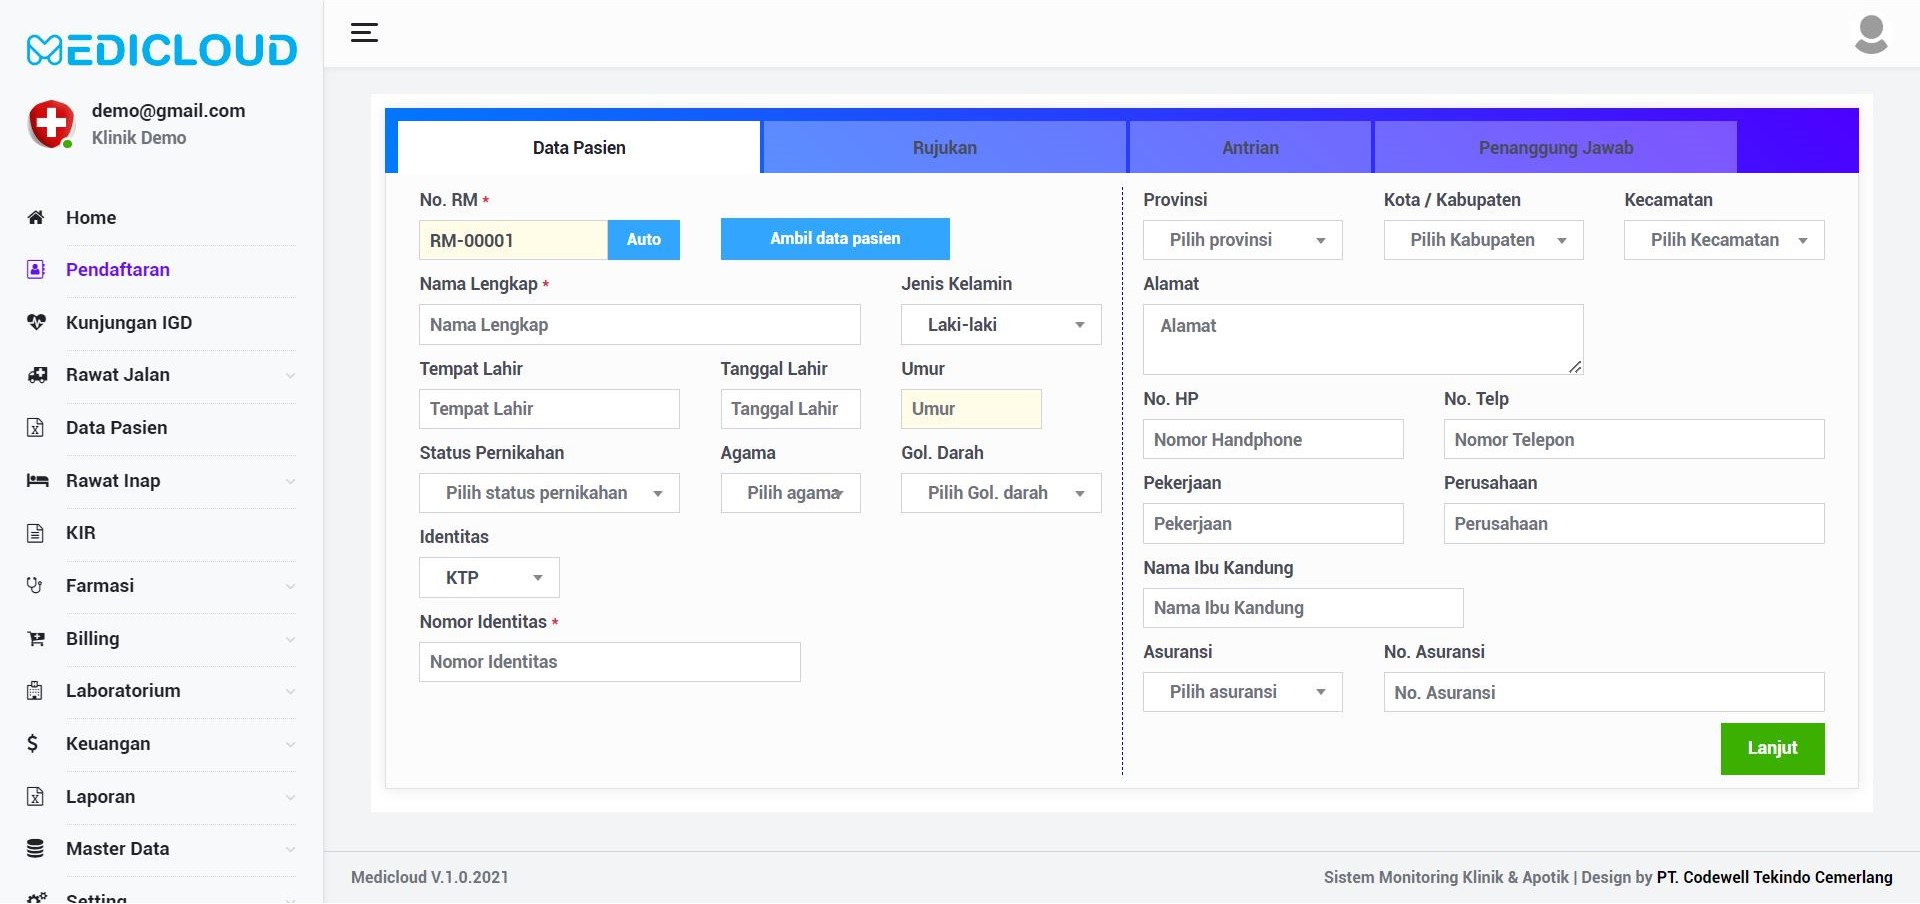 MEDICLOUD
demo@gmail.com
Klinik Demo
Home
Pendaftaran
Kunjungan IGD
Rawat Jalan
Data Pasien
Rawat Inap
KIR
Farmasi
Billing
Laboratorium
Keuangan
Laporan
Master Data
Setting
Data Pasien
Rujukan
Antrian
Penanggung Jawab
No. RM *
RM-00001
Auto
Ambil data pasien
Nama Lengkap *
Jenis Kelamin
Nama Lengkap
Laki-laki
Tempat Lahir
Tanggal Lahir
Umur
Tempat Lahir
Tanggal Lahir
Umur
Status Pernikahan
Agama
Gol. Darah
Pilih status pernikahan
Pilih agama
Pilih Gol. darah
Identitas
KTP
Nomor Identitas *
Nomor Identitas
Provinsi
Kota / Kabupaten
Kecamatan
Pilih provinsi
Pilih Kabupaten
Pilih Kecamatan
Alamat
Alamat
No. HP
No. Telp
Nomor Handphone
Nomor Telepon
Pekerjaan
Perusahaan
Pekerjaan
Perusahaan
Nama Ibu Kandung
Nama Ibu Kandung
Asuransi
No. Asuransi
Pilih asuransi
No. Asuransi
Lanjut
Medicloud V.1.0.2021
Sistem Monitoring Klinik & Apotik | Design by PT. Codewell Tekindo Cemerlang